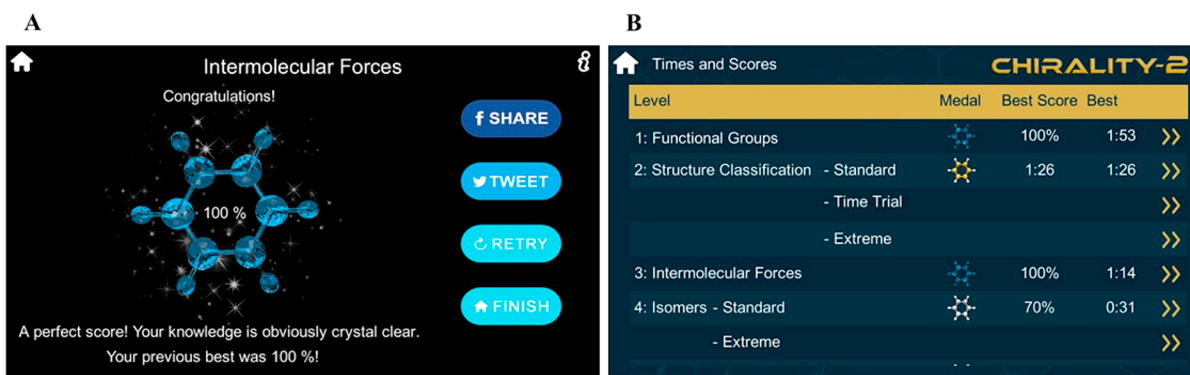 A
Intermolecular Forces
Congratulations!
100 %
f SHARE
TWEET
RETRY
FINISH
A perfect score! Your knowledge is obviously crystal clear.
Your previous best was 100 %!
B
Times and Scores CHIRALITY-2
Level Medal Best Score Best
1: Functional Groups 100% 1:53
2: Structure Classification - Standard 1:26 1:26
- Time Trial
- Extreme
3: Intermolecular Forces 100% 1:14
4: Isomers - Standard 70% 0:31
- Extreme